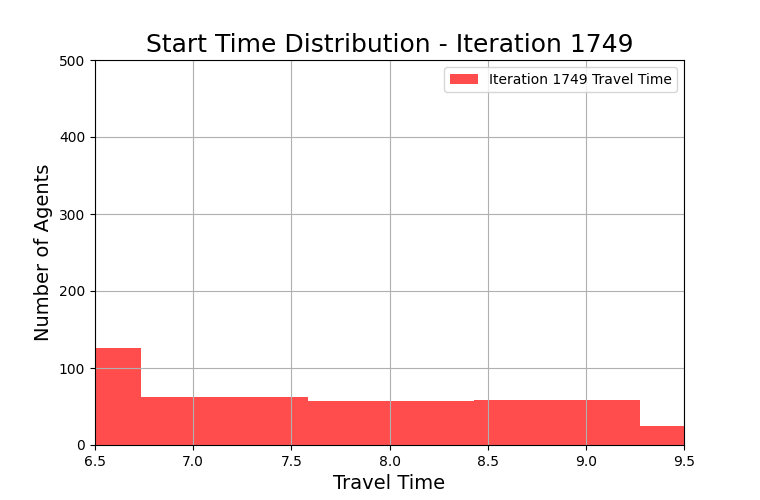 Start Time Distribution - Iteration 1749
Iteration 1749 Travel Time
Number of Agents
500
400
300
200
100
0
6.5 7.0 7.5 8.0 8.5 9.0 9.5
Travel Time